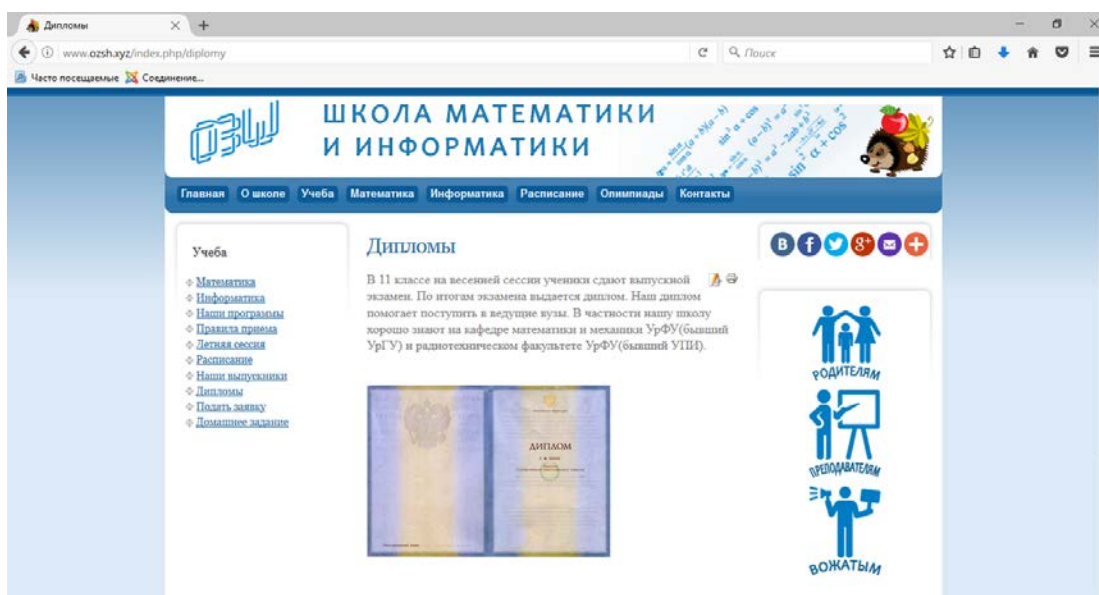 Дипломы
www.ozsh.xyz/index.php/diplomy
Поиск
Часто посещаемые Соединение...
ОЗШ
ШКОЛА МАТЕМАТИКИ
И ИНФОРМАТИКИ
Главная О школе Учеба Математика Информатика Расписание Олимпиады Контакты
Учеба
Математика
Информатика
Наши программы
Правила приема
Летняя сессия
Расписание
Наши выпускники
Дипломы
Подать заявку
Домашнее задание
Дипломы
В 11 классе на весенней сессии ученики сдают выпускной
экзамен. По итогам экзамена выдается диплом. Наш диплом
помогает поступить в ведущие вузы. В частности нашу школу
хорошо знают на кафедре математики и механики УрФУ(бывший
УрГУ) и радиотехническом факультете УрФУ(бывший УПИ).
ДИПЛОМ
РОДИТЕЛЯМ
ПРЕПОДАВАТЕЛЯМ
ВОЖАТЫМ